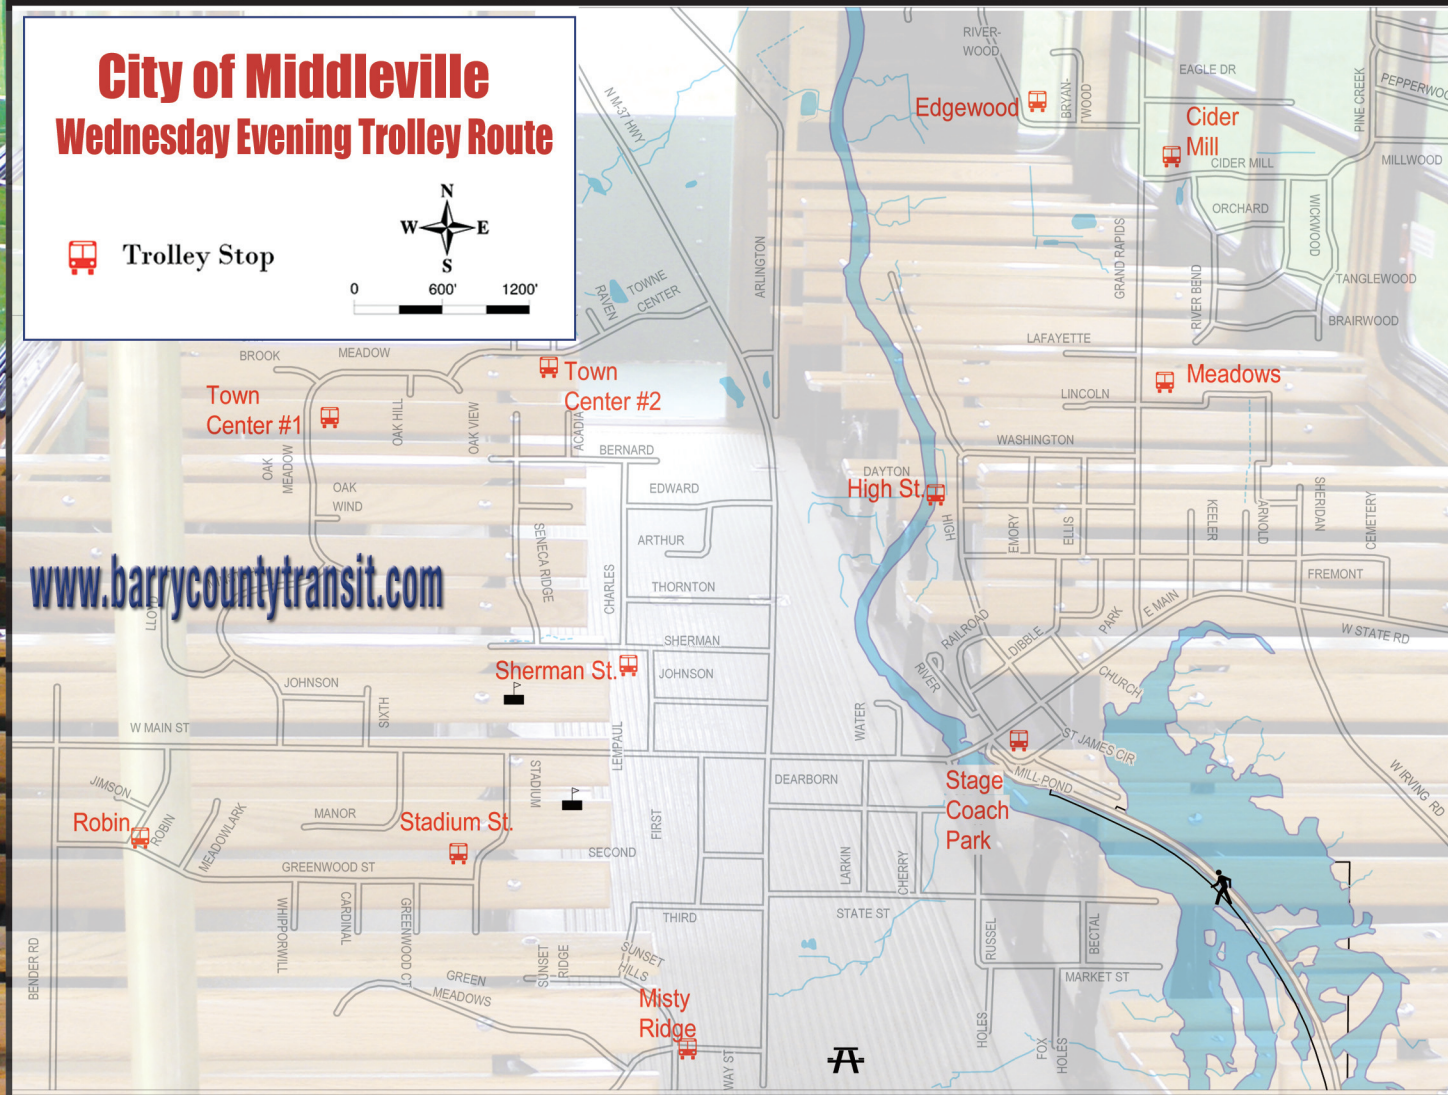 City of Middleville
Wednesday Evening Trolley Route
N
W E
S
Trolley Stop
0 600' 1200'
N M-37 HWY
RIVER-
WOOD
Edgewood
BRYAN-
WOOD
EAGLE DR
Cider
Mill
CIDER MILL
PINE CREEK
PEPPERWOO
MILLWOOD
ORCHARD
WICKWOOD
TANGLEWOOD
BRAIRWOOD
RIVER BEND
GRAND RAPIDS
ARLINGTON
TOWNE
CENTER
RAVEN
BROOK
MEADOW
Town
Center #1
Town
Center #2
OAK HILL
OAK VIEW
ACADIA
OAK
MEADOW
OAK
WIND
BERNARD
EDWARD
ARTHUR
THORNTON
SHERMAN
JOHNSON
SENECA RIDGE
CHARLES
LAFAYETTE
LINCOLN
Meadows
WASHINGTON
DAYTON
High St.
HIGH
EMORY
ELLIS
KEELER
ARNOLD
SHERIDAN
CEMETERY
FREMONT
W STATE RD
E MAIN
PARK
DIBBLE
RAILROAD
RIVER
CHURCH
ST JAMES CIR
MILL-POND
W IRVING RD
www.barrycountytransit.com
LLOYD
Sherman St.
JOHNSON
SIXTH
W MAIN ST
LEMPAUL
WATER
DEARBORN
Stage
Coach
Park
JIMSON
Robin
ROBIN
MEADOWLARK
MANOR
Stadium St.
STADIUM
FIRST
SECOND
GREENWOOD ST
WHIPPORWILL
CARDINAL
GREENWOOD CT
THIRD
STATE ST
LARKIN
CHERRY
RUSSEL
BECTAL
MARKET ST
BENDER RD
GREEN
MEADOWS
SUNSET
RIDGE
SUNSET
HILLS
Misty
Ridge
WAY ST
HOLES
FOX
HOLES